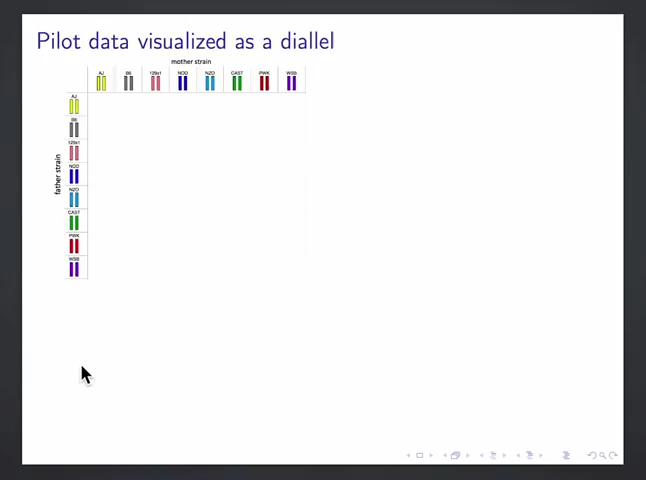 Pilot data visualized as a diallel
mother strain
AJ B6 129s1 NOD NZO CAST PWK WSB
father strain
AJ
B6
129s1
NOD
NZO
CAST
PWK
WSB